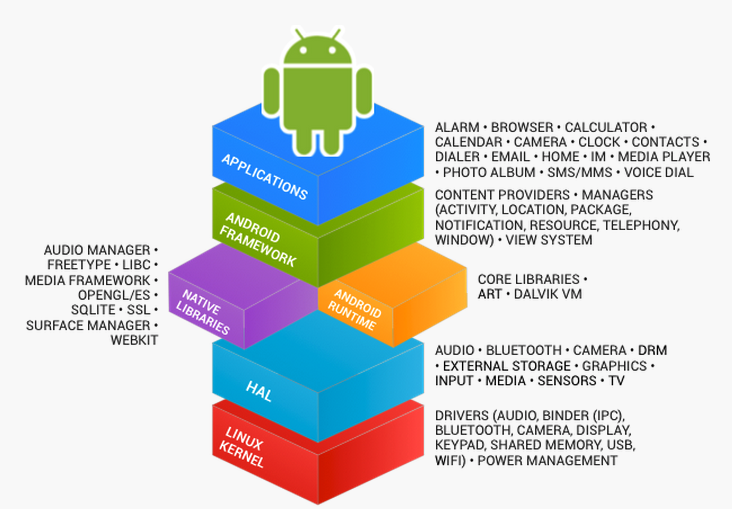 ALARM • BROWSER • CALCULATOR •
CALENDAR • CAMERA • CLOCK • CONTACTS •
DIALER • EMAIL • HOME • IM • MEDIA PLAYER
• PHOTO ALBUM • SMS/MMS • VOICE DIAL
APPLICATIONS
CONTENT PROVIDERS • MANAGERS
(ACTIVITY, LOCATION, PACKAGE,
NOTIFICATION, RESOURCE, TELEPHONY,
WINDOW) • VIEW SYSTEM
ANDROID
FRAMEWORK
AUDIO MANAGER •
FREETYPE • LIBC •
MEDIA FRAMEWORK •
OPENGL/ES •
SQLITE • SSL •
SURFACE MANAGER •
WEBKIT
NATIVE
LIBRARIES
ANDROID
RUNTIME
CORE LIBRARIES •
ART • DALVIK VM
HAL
AUDIO • BLUETOOTH • CAMERA • DRM
• EXTERNAL STORAGE • GRAPHICS •
INPUT • MEDIA • SENSORS • TV
LINUX
KERNEL
DRIVERS (AUDIO, BINDER (IPC),
BLUETOOTH, CAMERA, DISPLAY,
KEYPAD, SHARED MEMORY, USB,
WIFI) • POWER MANAGEMENT